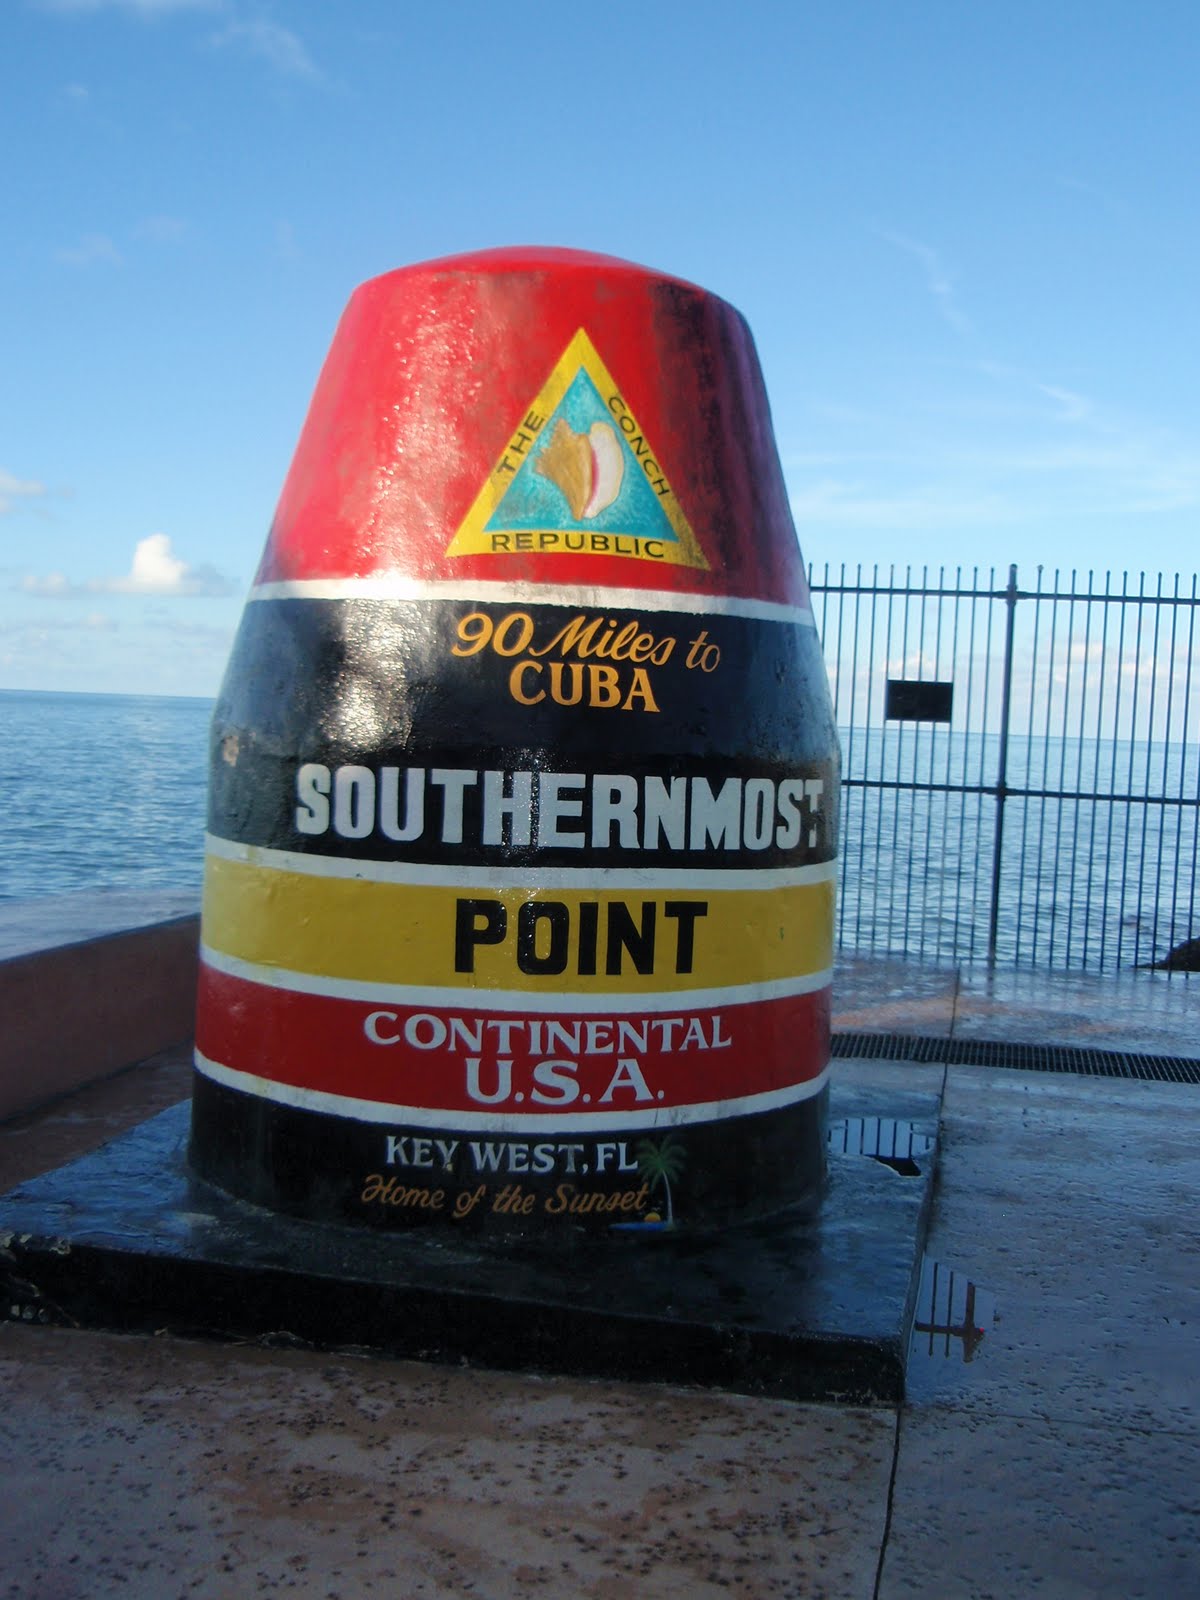 THE CONCH
REPUBLIC
90 Miles to
CUBA
SOUTHERNMOST
POINT
CONTINENTAL
U.S.A.
KEY WEST, FL
Home of the Sunset